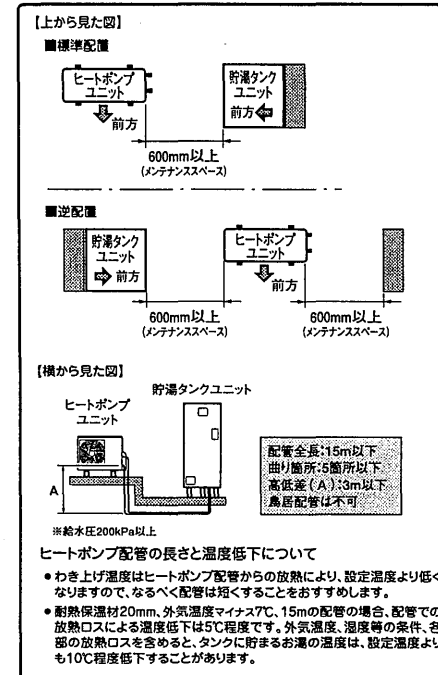 【上から見た図】
■標準配置
ヒートポンプ
ユニット
前方
貯湯タンク
ユニット
前方
600mm以上
(メンテナンススペース)
■逆配置
貯湯タンク
ユニット
前方
ヒートポンプ
ユニット
前方
600mm以上
(メンテナンススペース)
600mm以上
(メンテナンススペース)
【横から見た図】
貯湯タンクユニット
ヒートポンプ
ユニット
A
配管全長:15m以下
曲り箇所:5箇所以下
高低差(A):3m以下
鳥居配管は不可
※給水圧200kPa以上
ヒートポンプ配管の長さと温度低下について
●わき上げ温度はヒートポンプ配管からの放熱により、設定温度より低く
なりますので、なるべく配管は短くすることをおすすめします。
●耐熱保温材20mm、外気温度マイナス7℃、15mの配管の場合、配管での
放熱ロスによる温度低下は5℃程度です。外気温度、湿度等の条件、各
部の放熱ロスを含めると、タンクに貯まるお湯の温度は、設定温度より
も10℃程度低下することがあります。